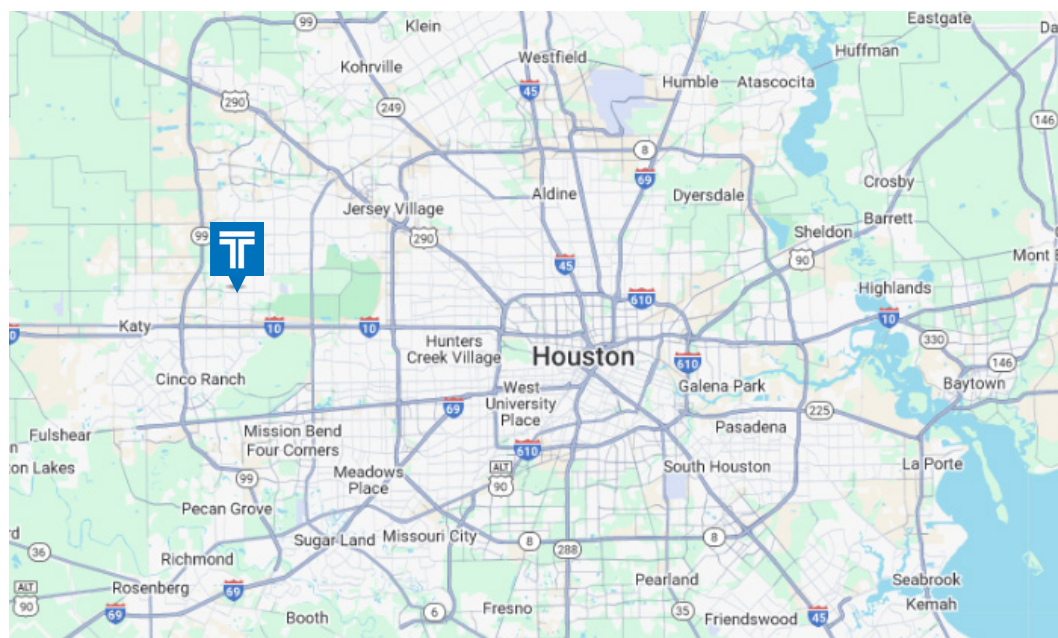 Eastgate
Da
99
Klein
Huffman
Westfield
Kohrville
Humble
Atascocita
45
290
249
146
8
69
Aldine
Dyersdale
Crosby
Jersey Village
Barrett
99
290
Sheldon
TT
45
90
Mont B
Highlands
610
10
Katy
10
10
Hunters
Creek Village
330
Houston
146
610
Cinco Ranch
Galena Park
Baytown
West
University
Place
69
225
Fulshear
Mission Bend
Four Corners
Pasadena
610
on Lakes
Meadows
Place
ALT
90
South Houston
La Porte
99
Pecan Grove
Sugar Land
Missouri City
8
288
8
36
Richmond
ALT
90
Rosenberg
69
Pearland
Seabrook
Kemah
69
Booth
6
Fresno
35
Friendswood
45